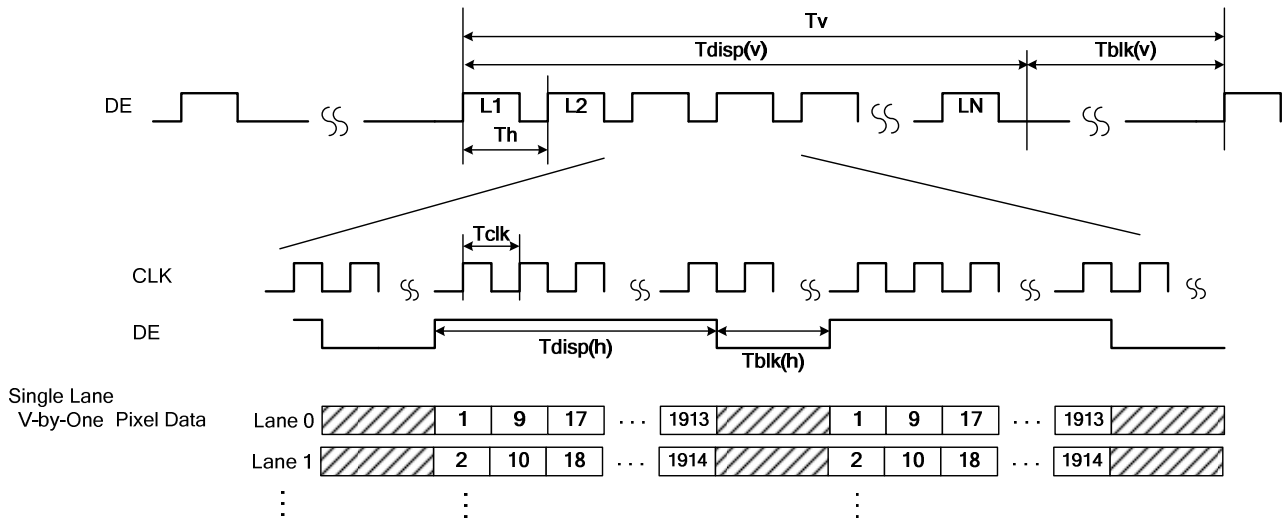 Tv
Tdisp(v) Tblk(v)
DE L1 L2 LN
Th
Tclk
CLK
DE
Tdisp(h) Tblk(h)
Single Lane
V-by-One Pixel Data
Lane 0 1 9 17 . . . 1913 1 9 17 . . . 1913
Lane 1 2 10 18 . . . 1914 2 10 18 . . . 1914